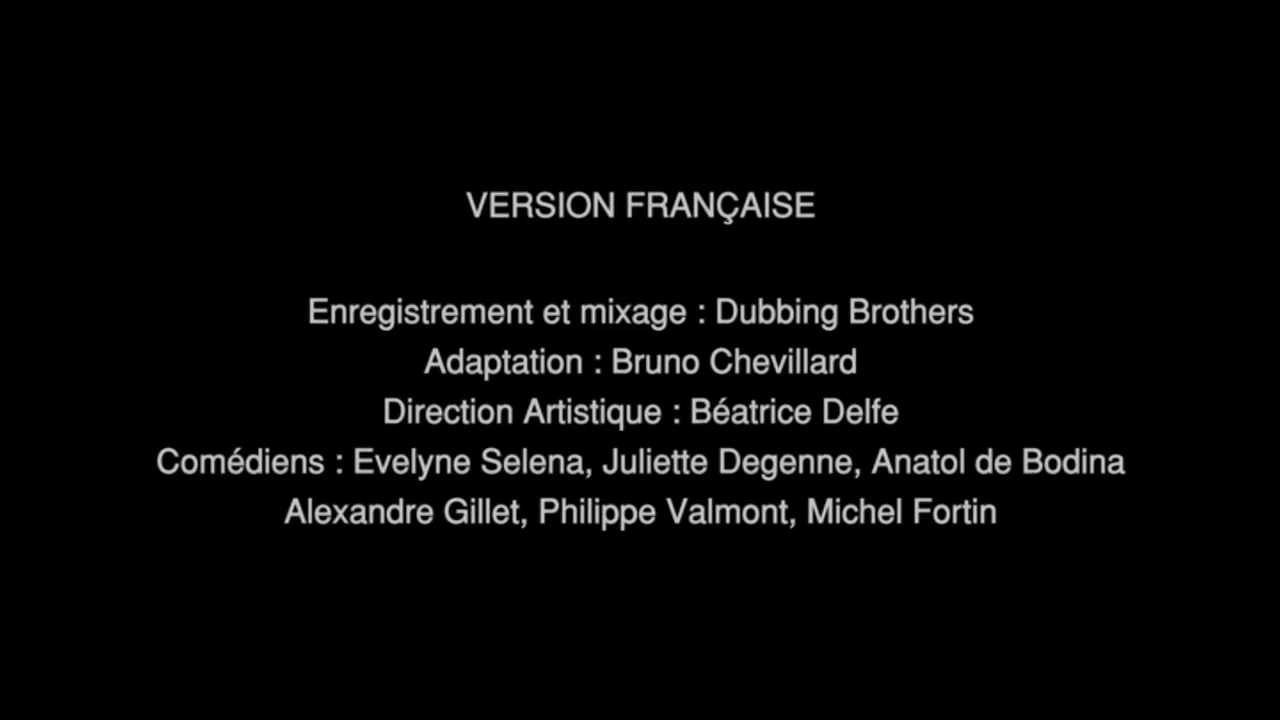 VERSION FRANÇAISE
Enregistrement et mixage : Dubbing Brothers
Adaptation : Bruno Chevillard
Direction Artistique : Béatrice Delfe
Comédiens : Evelyne Selena, Juliette Degenne, Anatol de Bodina
Alexandre Gillet, Philippe Valmont, Michel Fortin